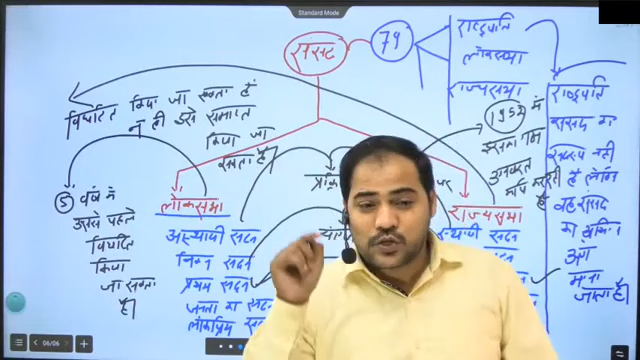 Standard Mode
संसद
79
राष्ट्रपति
लोकसभा
राज्यसभा
विघटित किया जा सकता है
न ही इसे समाप्त
किया जा
सकता है
5 वर्ष में
उससे पहले
विघटित
किया
जा सकता
है।
लोकसभा
अस्थायी सदन
निम्न सदन
प्रथम सदन
जनता का सदन
लोकप्रिय
1952 में
राज्यसभा
स्थायी सदन
राष्ट्रपति
संसद का
सदस्य नहीं
है लेकिन
वह संसद
का अभिन्न
अंग
माना
जाता है।
06/06